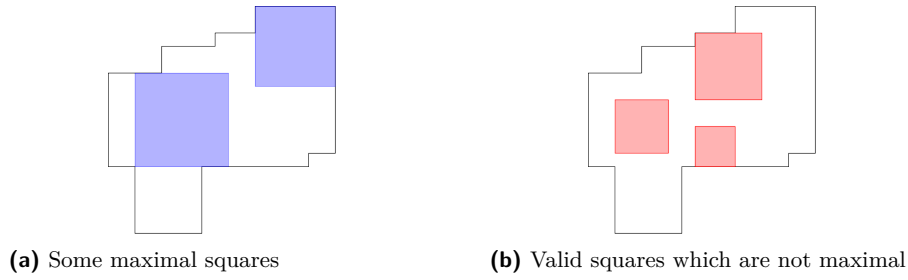 (a) Some maximal squares
(b) Valid squares which are not maximal